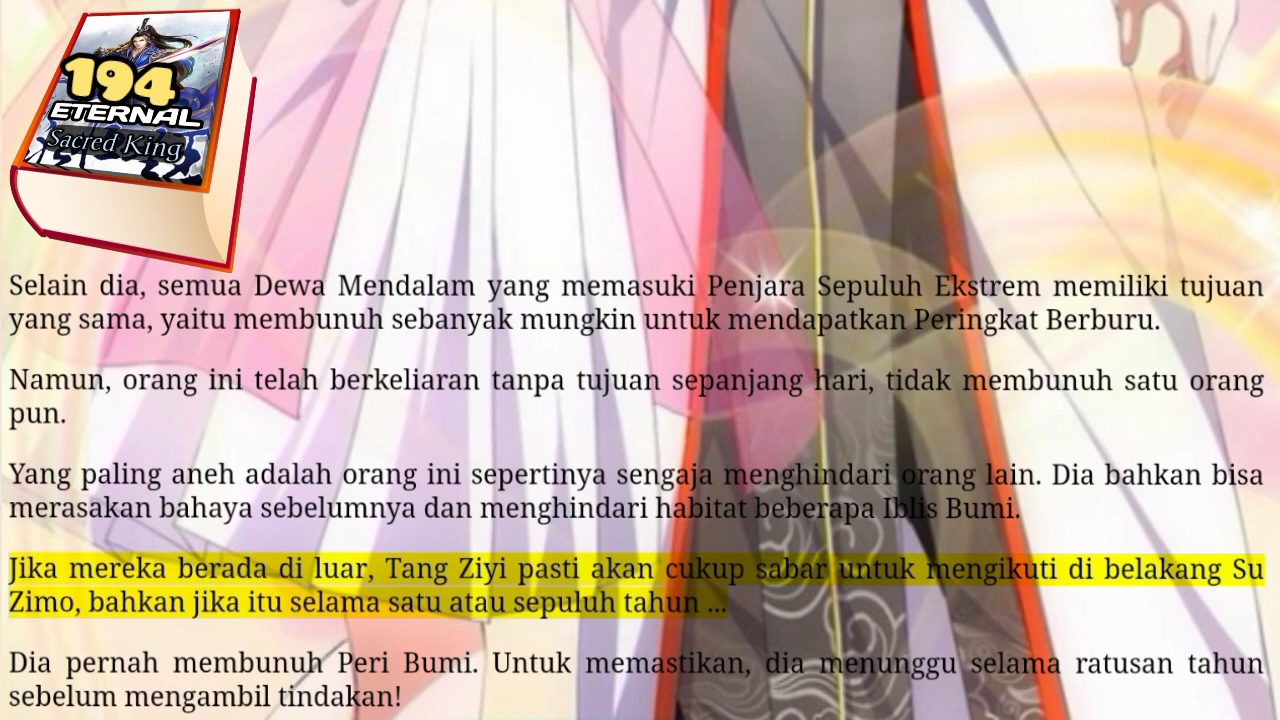 194
ETERNAL
Sacred King
Selain dia, semua Dewa Mendalam yang memasuki Penjara Sepuluh Ekstrem memiliki tujuan
yang sama, yaitu membunuh sebanyak mungkin untuk mendapatkan Peringkat Berburu.
Namun, orang ini telah berkeliaran tanpa tujuan sepanjang hari, tidak membunuh satu orang
pun.
Yang paling aneh adalah orang ini sepertinya sengaja menghindari orang lain. Dia bahkan bisa
merasakan bahaya sebelumnya dan menghindari habitat beberapa Iblis Bumi.
Jika mereka berada di luar, Tang Ziyi pasti akan cukup sabar untuk mengikuti di belakang Su
Zimo, bahkan jika itu selama satu atau sepuluh tahun ...
Dia pernah membunuh Peri Bumi. Untuk memastikan, dia menunggu selama ratusan tahun
sebelum mengambil tindakan!